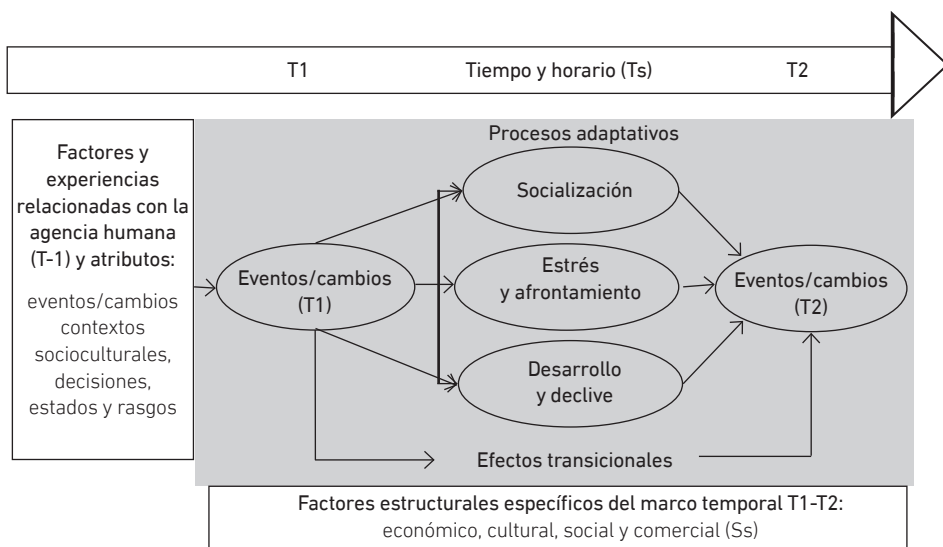 T1 Tiempo y horario (Ts) T2
Factores y
experiencias
relacionadas con la
agencia humana
(T-1) y atributos:
eventos/cambios
contextos
socioculturales,
decisiones,
estados y rasgos
Procesos adaptativos
Eventos/cambios
(T1)
Socialización
Estrés
y afrontamiento
Desarrollo
y declive
Eventos/cambios
(T2)
Efectos transicionales
Factores estructurales específicos del marco temporal T1-T2:
económico, cultural, social y comercial (Ss)